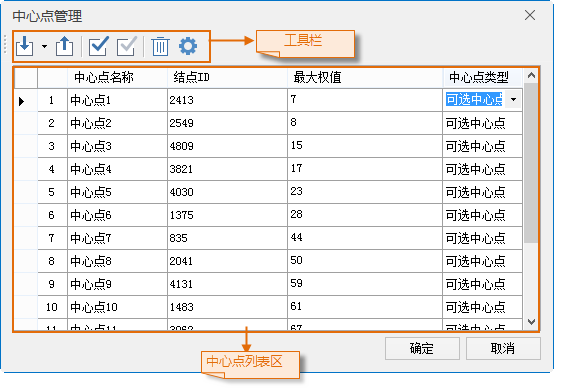 中心点管理
工具栏
中心点名称 结点ID 最大权值 中心点类型
1 中心点1 2413 7 可选中心点
2 中心点2 2549 8 可选中心点
3 中心点3 4809 15 可选中心点
4 中心点4 3821 17 可选中心点
5 中心点5 4030 23 可选中心点
6 中心点6 1375 28 可选中心点
7 中心点7 835 44 可选中心点
8 中心点8 2041 50 可选中心点
9 中心点9 4131 59 可选中心点
10 中心点10 1483 61 可选中心点
11 中心点11 3962 67 可选中心点
确定 取消
中心点列表区